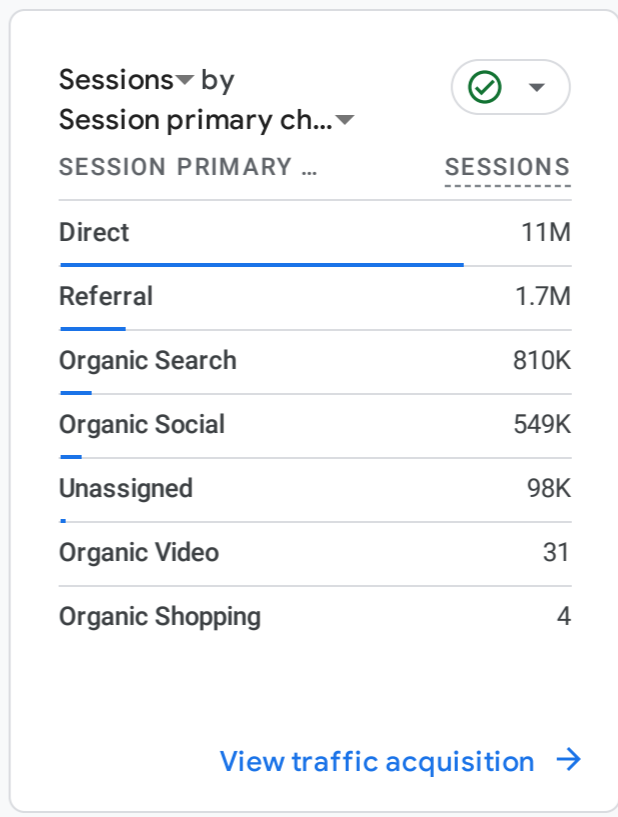 Sessions by
Session primary ch...
SESSION PRIMARY ...
SESSIONS
Direct 11M
Referral 1.7M
Organic Search 810K
Organic Social 549K
Unassigned 98K
Organic Video 31
Organic Shopping 4
View traffic acquisition